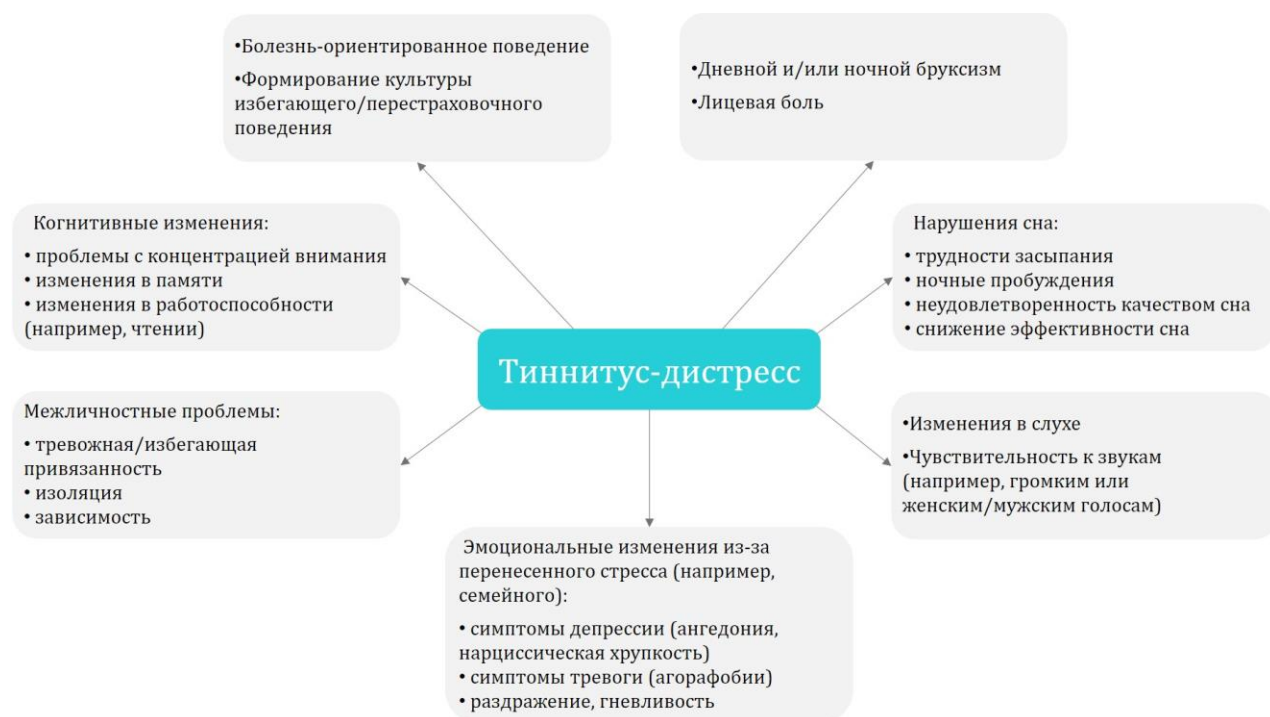 •Болезнь-ориентированное поведение
•Формирование культуры
избегающего/перестраховочного
поведения
•Дневной и/или ночной бруксизм
•Лицевая боль
Когнитивные изменения:
• проблемы с концентрацией внимания
• изменения в памяти
• изменения в работоспособности
(например, чтении)
Нарушения сна:
• трудности засыпания
• ночные пробуждения
• неудовлетворенность качеством сна
• снижение эффективности сна
Тиннитус-дистресс
Межличностные проблемы:
• тревожная/избегающая
привязанность
• изоляция
• зависимость
•Изменения в слухе
•Чувствительность к звукам
(например, громким или
женским/мужским голосам)
Эмоциональные изменения из-за
перенесенного стресса (например,
семейного):
• симптомы депрессии (ангедония,
нарциссическая хрупкость)
• симптомы тревоги (агорафобии)
• раздражение, гневливость